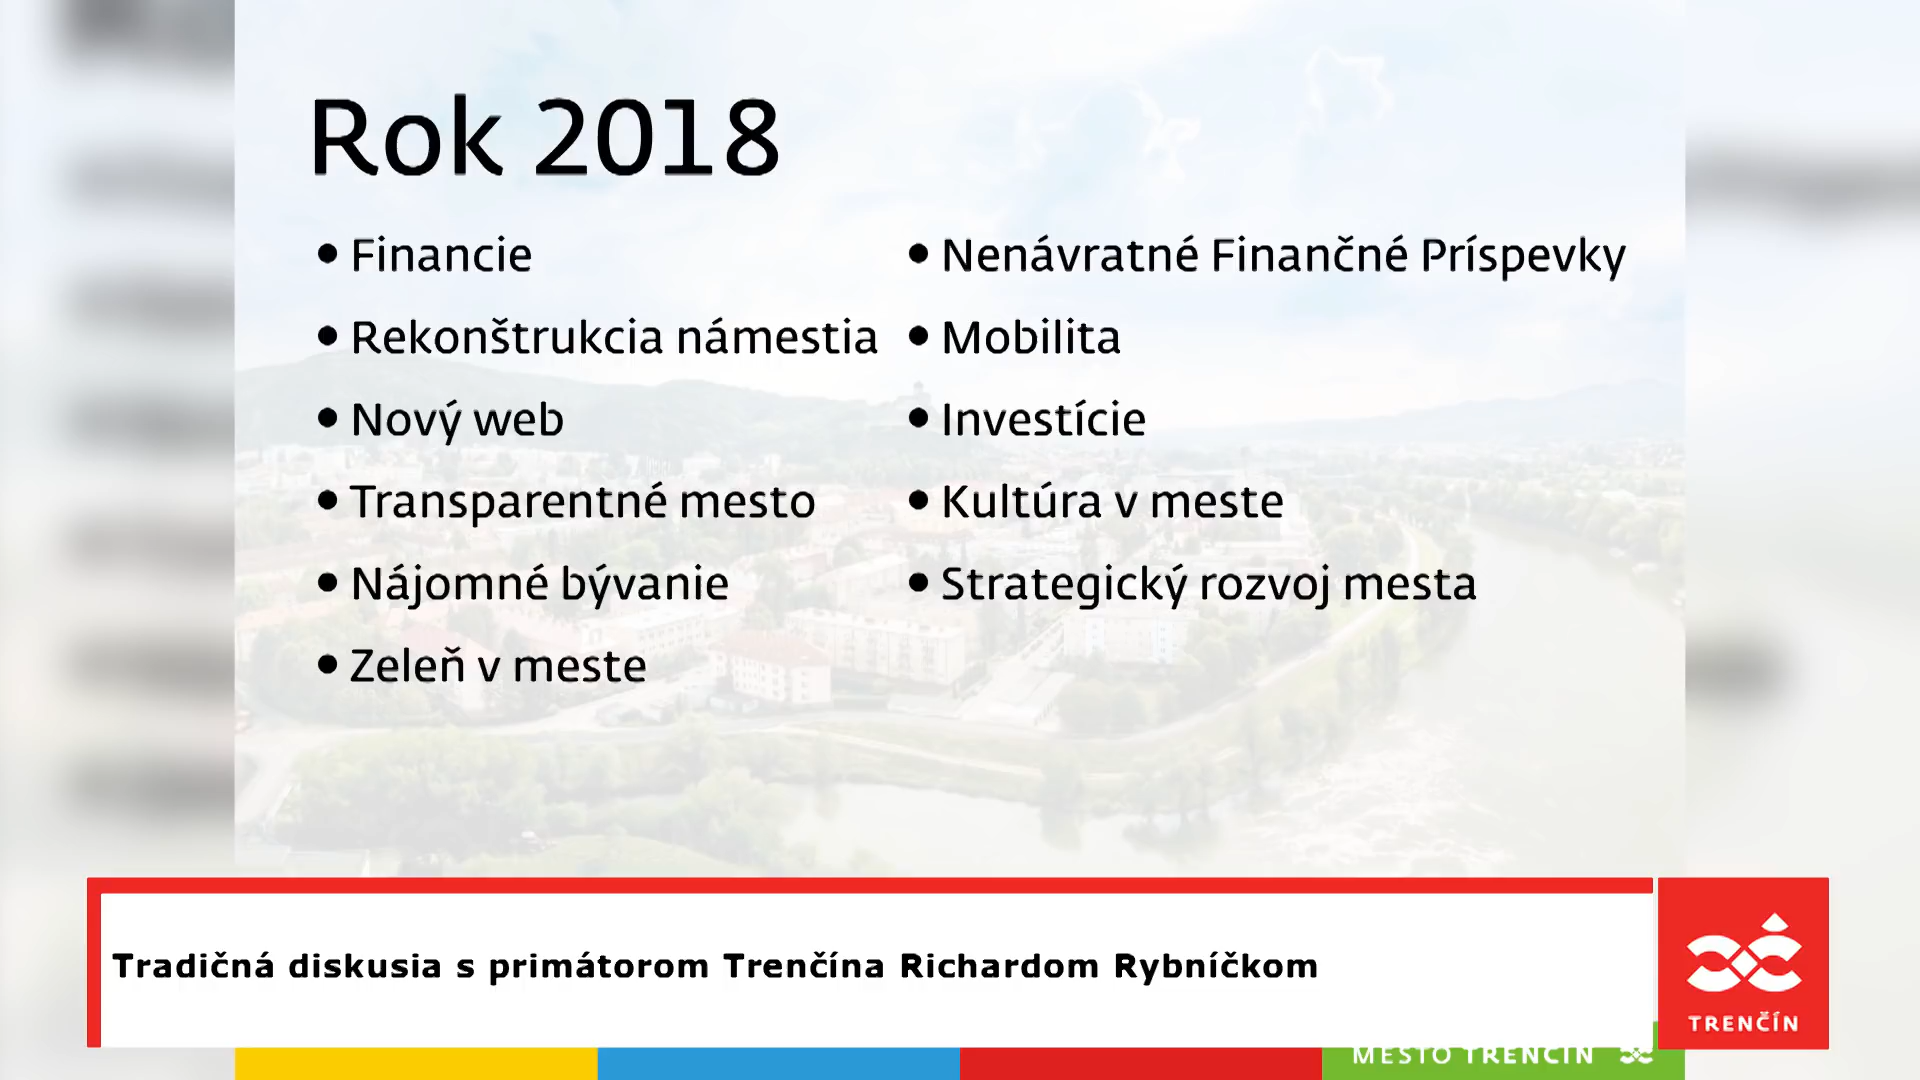 Rok 2018
• Financie
• Rekonštrukcia námestia
• Nový web
• Transparentné mesto
• Nájomné bývanie
• Zeleň v meste
• Nenávratné Finančné Príspevky
• Mobilita
• Investície
• Kultúra v meste
• Strategický rozvoj mesta
Tradičná diskusia s primátorom Trenčína Richardom Rybníčkom
TRENČÍN
MESTO TRENČÍN